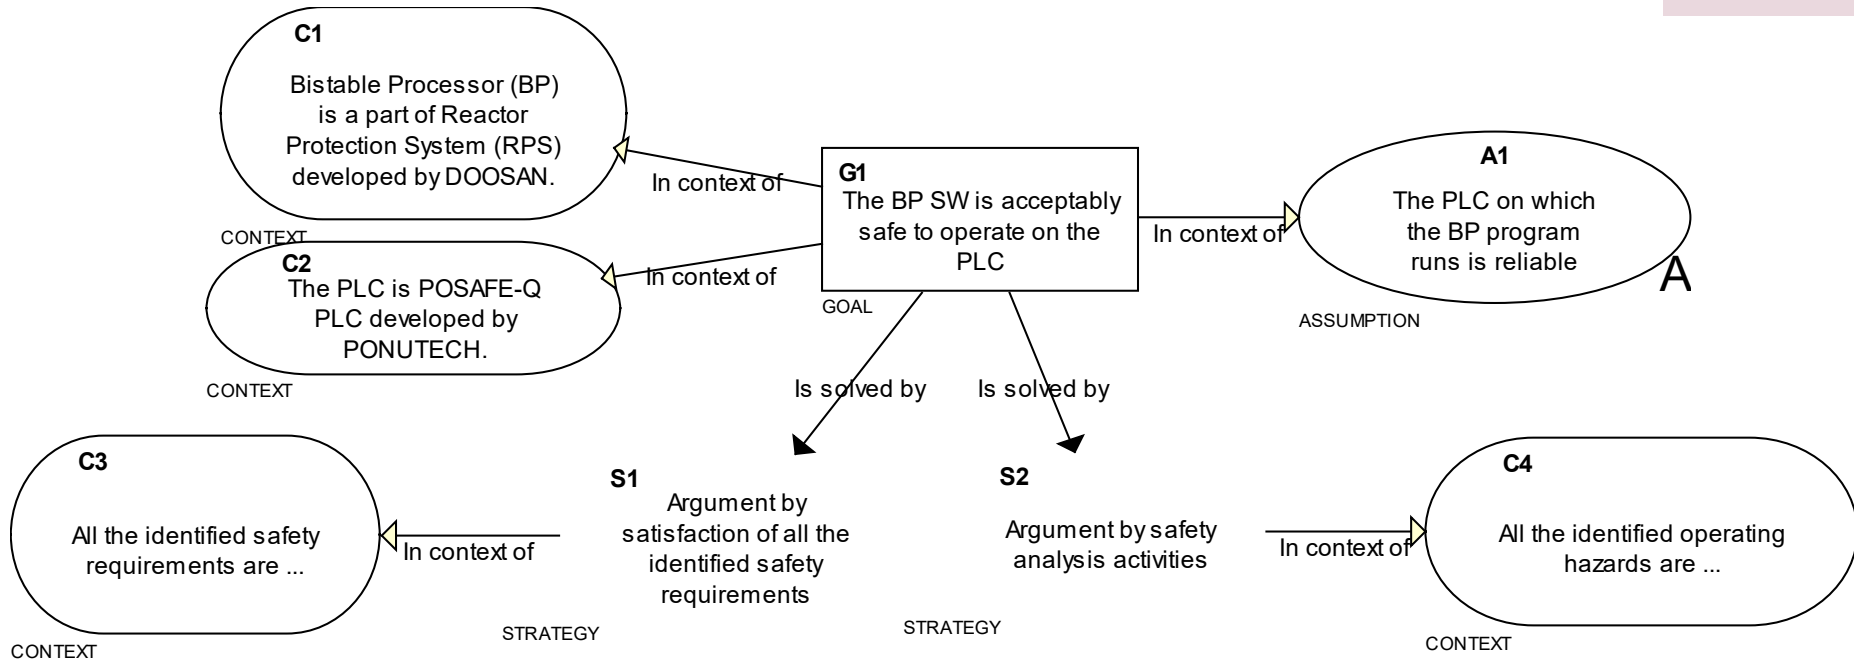 C1
Bistable Processor (BP)
is a part of Reactor
Protection System (RPS)
developed by DOOSAN.
CONTEXT
In context of
C2
The PLC is POSAFE-Q
PLC developed by
PONUTECH.
CONTEXT
In context of
G1
The BP SW is acceptably
safe to operate on the
PLC
GOAL
In context of
A1
The PLC on which
the BP program
runs is reliable
A
ASSUMPTION
Is solved by
Is solved by
C3
All the identified safety
requirements are ...
CONTEXT
In context of
S1
Argument by
satisfaction of all the
identified safety
requirements
STRATEGY
S2
Argument by safety
analysis activities
STRATEGY
In context of
C4
All the identified operating
hazards are ...
CONTEXT